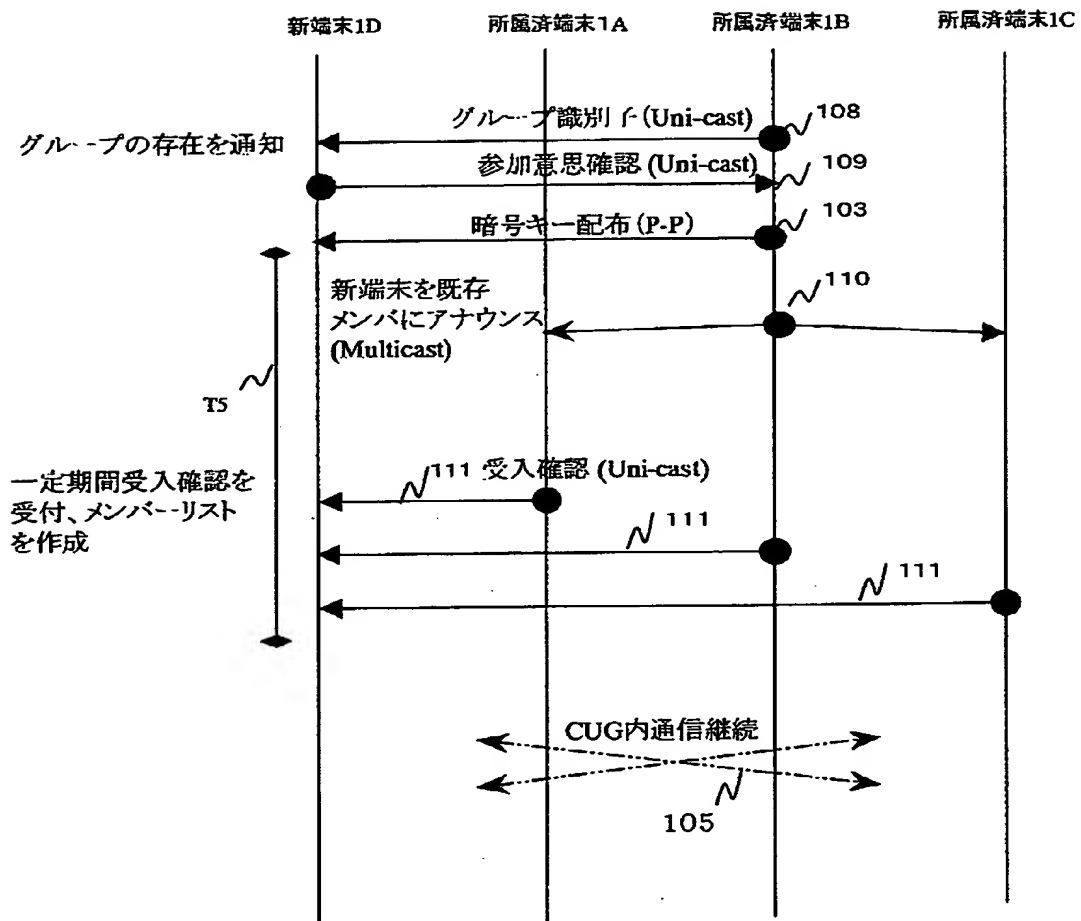 新端末1D
所属済端末1A
所属済端末1B
所属済端末1C
グループ識別子(Uni-cast)
108
グループの存在を通知
参加意思確認(Uni-cast)
109
暗号キー配布(P-P)
103
新端末を既存
メンバにアナウンス
(Multicast)
110
T5
一定期間受入確認を
受付、メンバーリスト
を作成
111 受入確認(Uni-cast)
111
111
CUG内通信継続
105